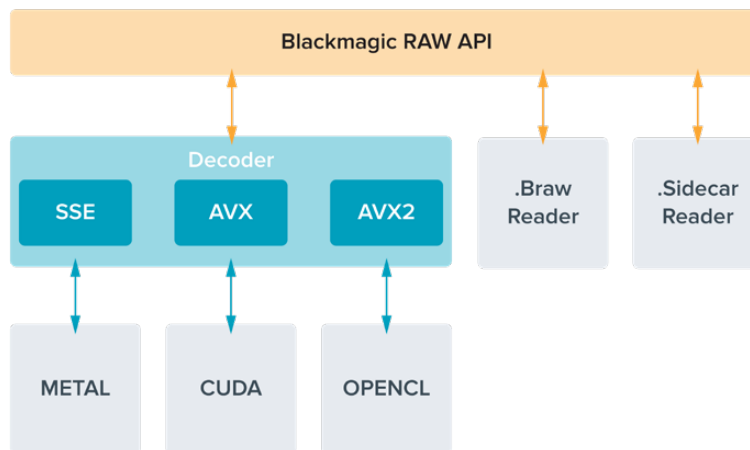 Blackmagic RAW API
Decoder
SSE
AVX
AVX2
.Braw
Reader
.Sidecar
Reader
METAL
CUDA
OPENCL